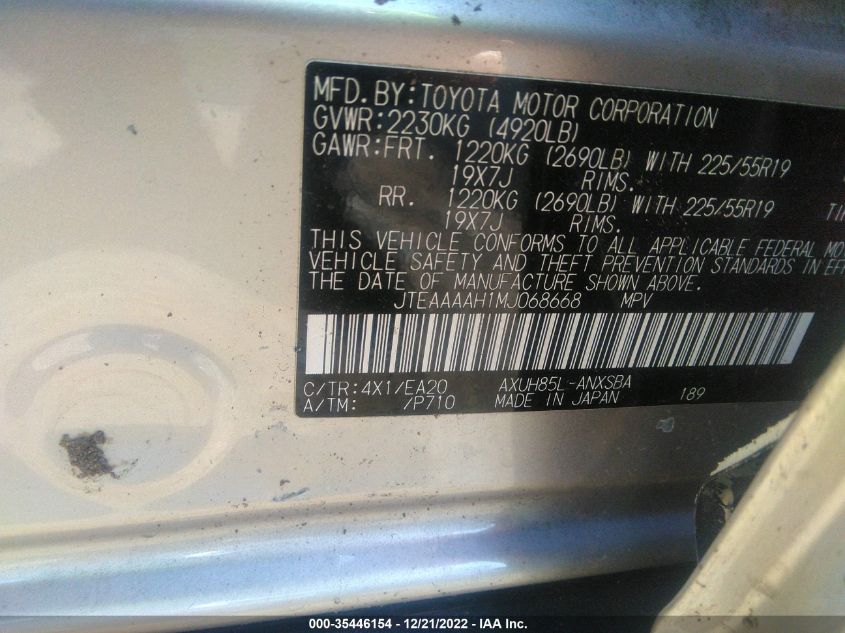 MFD.BY:TOYOTA MOTOR CORPORATION
GVWR:2230KG (4920LB)
GAWR:FRT. 1220KG (2690LB) WITH 225/55R19
19X7J RIMS.
RR. 1220KG (2690LB) WITH 225/55R19
19X7J RIMS.
THIS VEHICLE CONFORMS TO ALL APPLICABLE FEDERAL MO
VEHICLE SAFETY AND THEFT PREVENTION STANDARDS IN EFF
THE DATE OF MANUFACTURE SHOWN ABOVE.
JTEAAAAH1MJ068668 MPV
C/TR:4X1/EA20 AXUH85L-ANXSBA 189
A/TM: /P710 MADE IN JAPAN
000-35446154 - 12/21/2022 - IAA Inc.